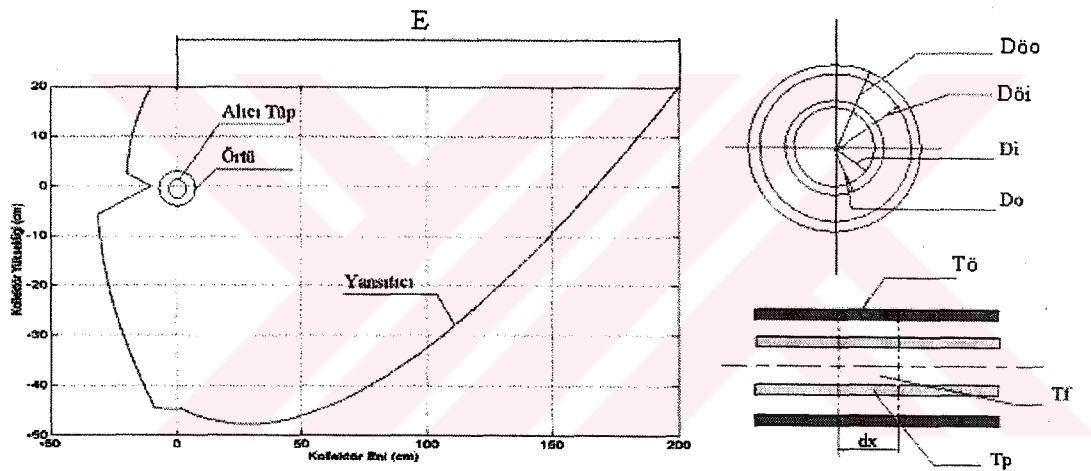 E
20
10
0
-10
-20
-30
-40
-50
Kollektör Yüksekliği (cm)
Alıcı Tüp
Örtü
Yansıtıcı
-50
0
50
100
150
200
Kollektör Eni (cm)
Döo
Döi
Di
Do
Tö
Tf
Tp
dx